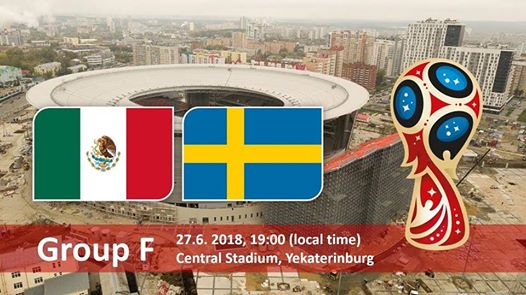 Group F
27.6. 2018, 19:00 (local time)
Central Stadium, Yekaterinburg